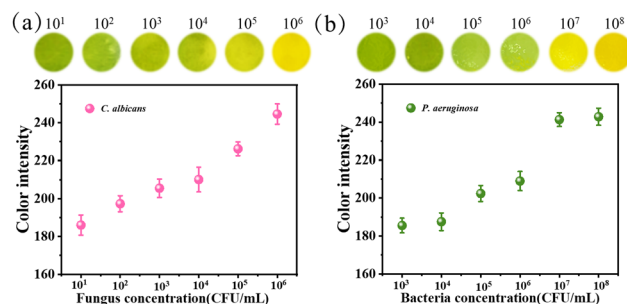 (a) 10¹ 10² 10³ 10⁴ 10⁵ 10⁶
260
240
220
200
180
160
Color intensity
C. albicans
10¹ 10² 10³ 10⁴ 10⁵ 10⁶
Fungus concentration(CFU/mL)
(b) 10³ 10⁴ 10⁵ 10⁶ 10⁷ 10⁸
260
240
220
200
180
160
Color intensity
P. aeruginosa
10³ 10⁴ 10⁵ 10⁶ 10⁷ 10⁸
Bacteria concentration(CFU/mL)